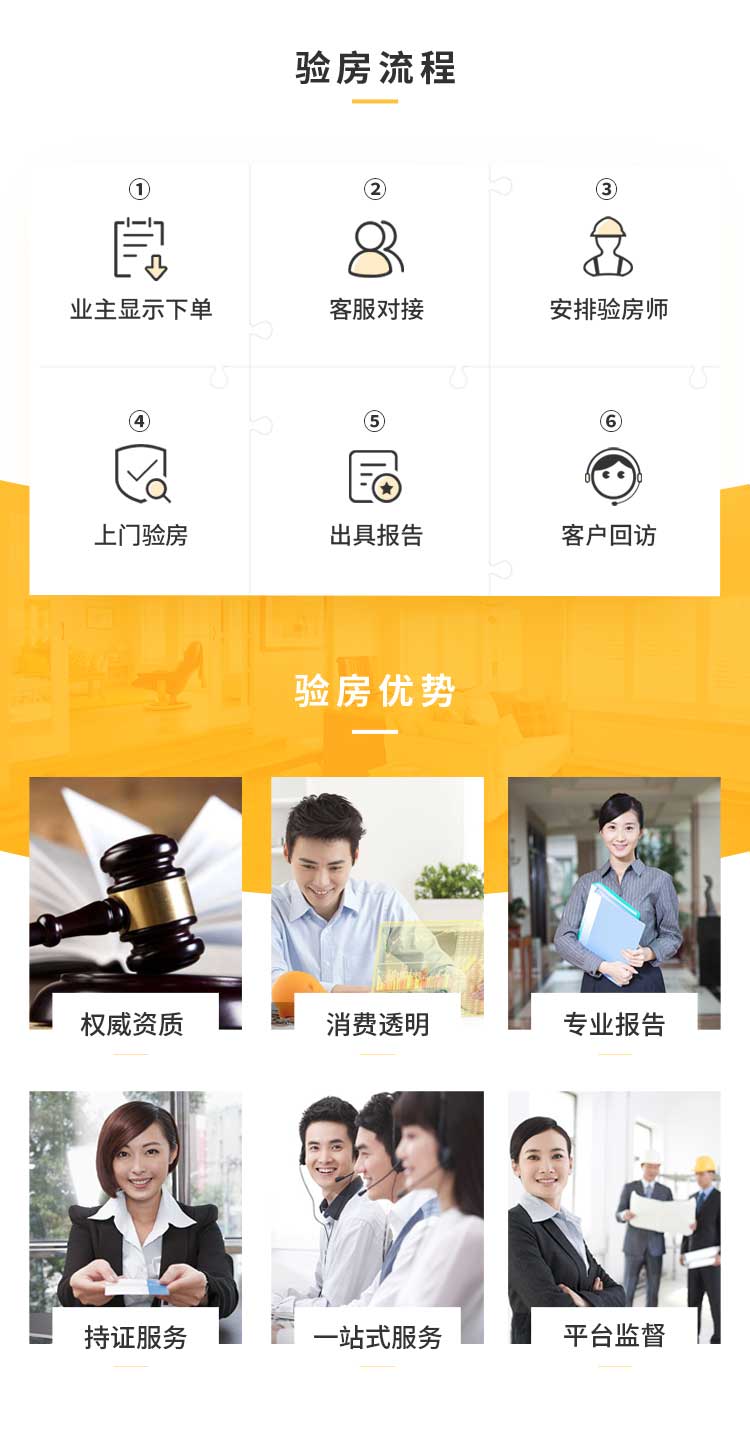 验房流程
① ② ③
业主显示下单 客服对接 安排验房师
④ ⑤ ⑥
上门验房 出具报告 客户回访
验房优势
权威资质 消费透明 专业报告
持证服务 一站式服务 平台监督